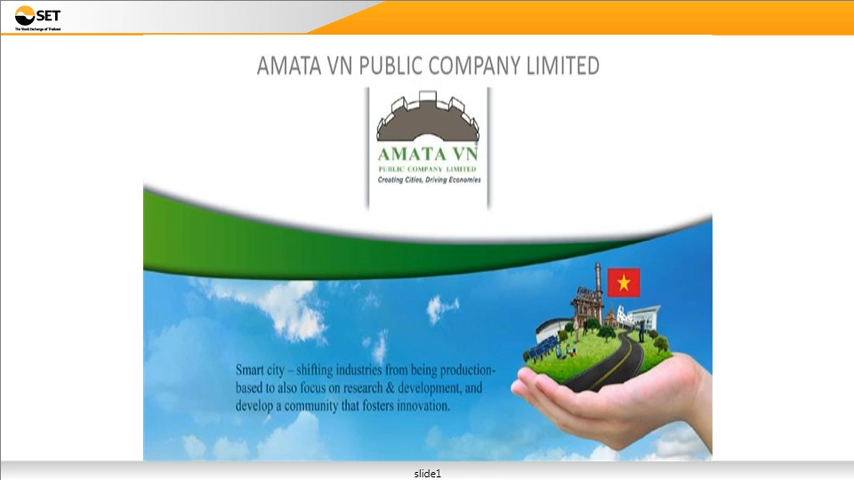 SET
The Stock Exchange of Thailand
AMATA VN PUBLIC COMPANY LIMITED
AMATA VN
PUBLIC COMPANY LIMITED
Creating Cities, Driving Economies
Smart city – shifting industries from being production-
based to also focus on research & development, and
develop a community that fosters innovation.
slide1